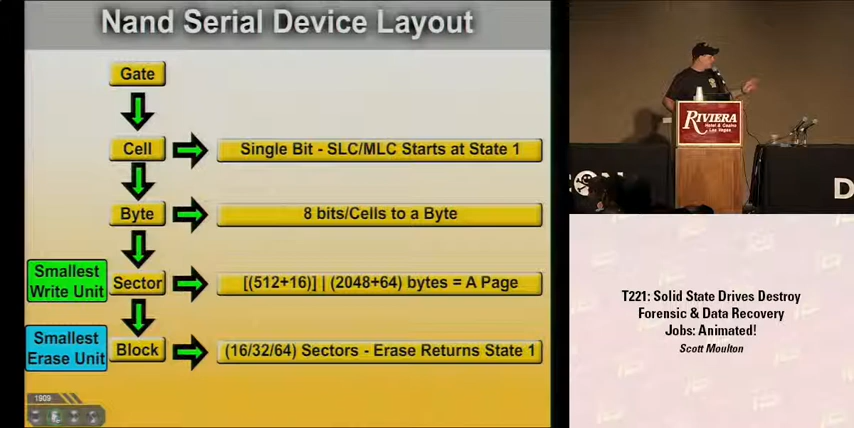 Nand Serial Device Layout
Gate
Cell
Single Bit - SLC/MLC Starts at State 1
Byte
8 bits/Cells to a Byte
Smallest
Write Unit
Sector
[(512+16)] | (2048+64) bytes = A Page
Smallest
Erase Unit
Block
(16/32/64) Sectors - Erase Returns State 1
1909
RIVIERA
Hotel & Casino
Las Vegas
CON
D
T221: Solid State Drives Destroy
Forensic & Data Recovery
Jobs: Animated!
Scott Moulton